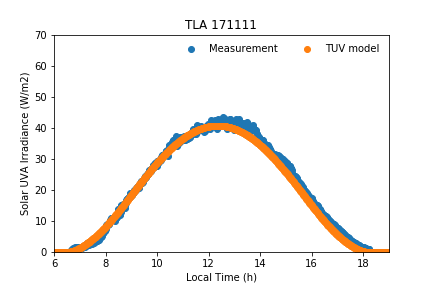 TLA 171111
Measurement
TUV model
Solar UVA Irradiance (W/m2)
70
60
50
40
30
20
10
0
6 8 10 12 14 16 18
Local Time (h)